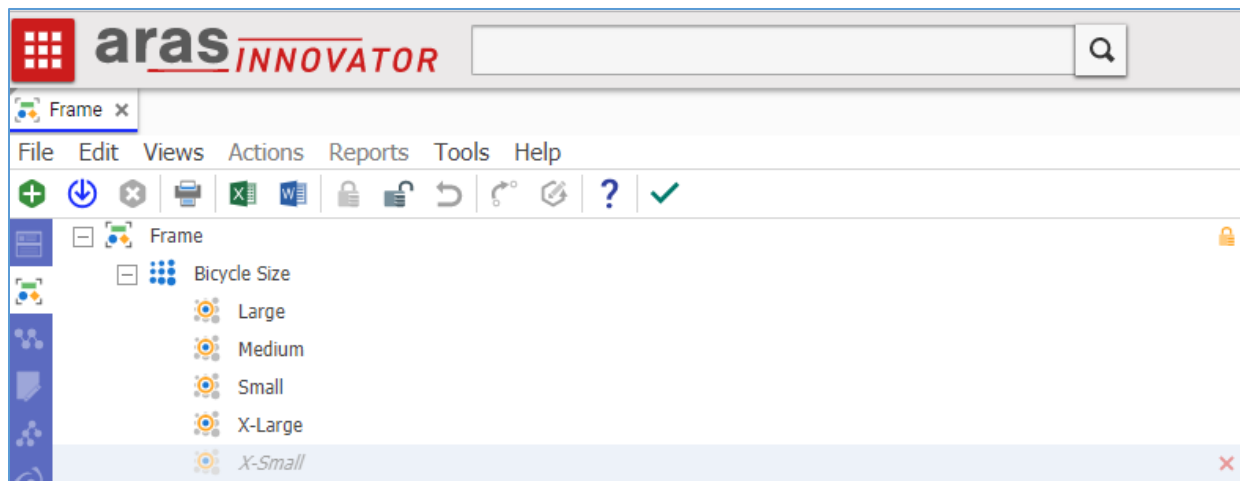 aras INNOVATOR
Frame
File Edit Views Actions Reports Tools Help
Frame
Bicycle Size
Large
Medium
Small
X-Large
X-Small